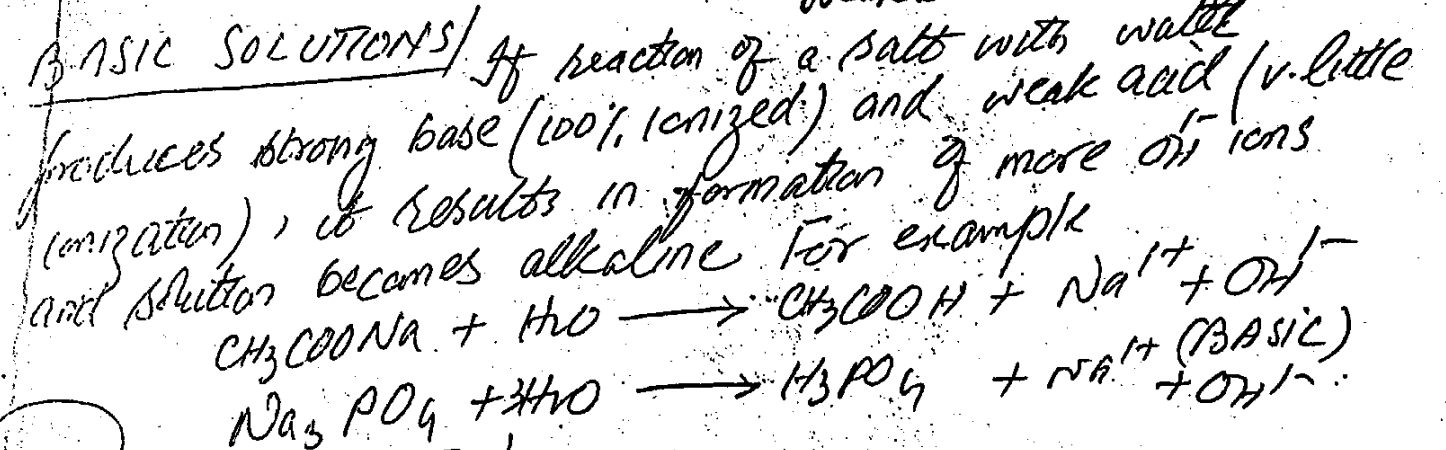 BASIC SOLUTIONS/ If reaction of a salt with water
produces strong base (100% ionized) and weak acid (v. little
ionization), it results in formation of more OH¹⁻ ions
and solution becomes alkaline For example
CH₃COONa + H₂O ⟶ CH₃COOH + Na¹⁺ + OH¹⁻
(BASIC)
Na₃PO₄ + 3H₂O ⟶ H₃PO₄ + Na¹⁺ + OH¹⁻